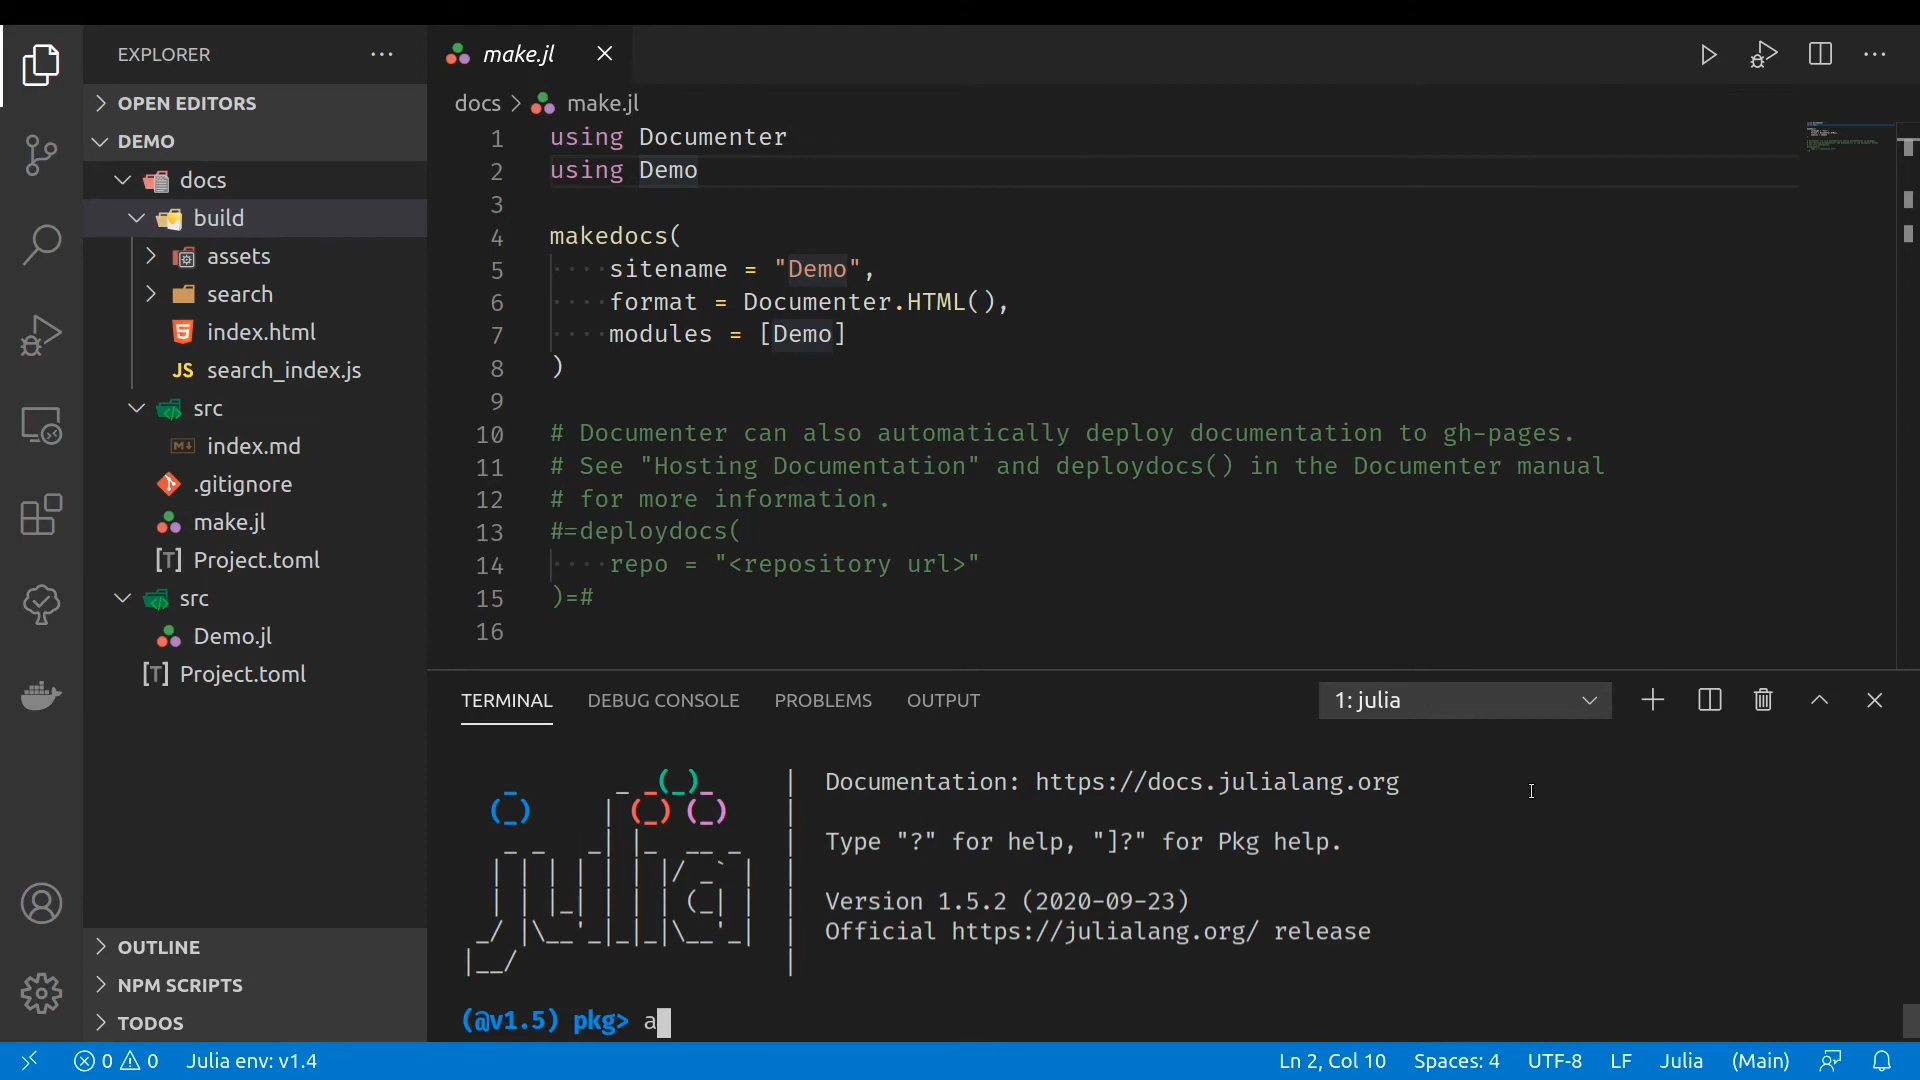 EXPLORER
OPEN EDITORS
DEMO
docs
build
assets
search
index.html
JS search_index.js
src
index.md
.gitignore
make.jl
[T] Project.toml
src
Demo.jl
[T] Project.toml
OUTLINE
NPM SCRIPTS
TODOS
make.jl
docs > make.jl
1 using Documenter
2 using Demo
3
4 makedocs(
5 ····sitename = "Demo",
6 ····format = Documenter.HTML(),
7 ····modules = [Demo]
8 )
9
10 # Documenter can also automatically deploy documentation to gh-pages.
11 # See "Hosting Documentation" and deploydocs() in the Documenter manual
12 # for more information.
13 #=deploydocs(
14 ····repo = "<repository url>"
15 )=#
16
TERMINAL DEBUG CONSOLE PROBLEMS OUTPUT 1: julia
Documentation: https://docs.julialang.org
Type "?" for help, "]?" for Pkg help.
Version 1.5.2 (2020-09-23)
Official https://julialang.org/ release
(@v1.5) pkg> a
0 0 Julia env: v1.4 Ln 2, Col 10 Spaces: 4 UTF-8 LF Julia (Main)